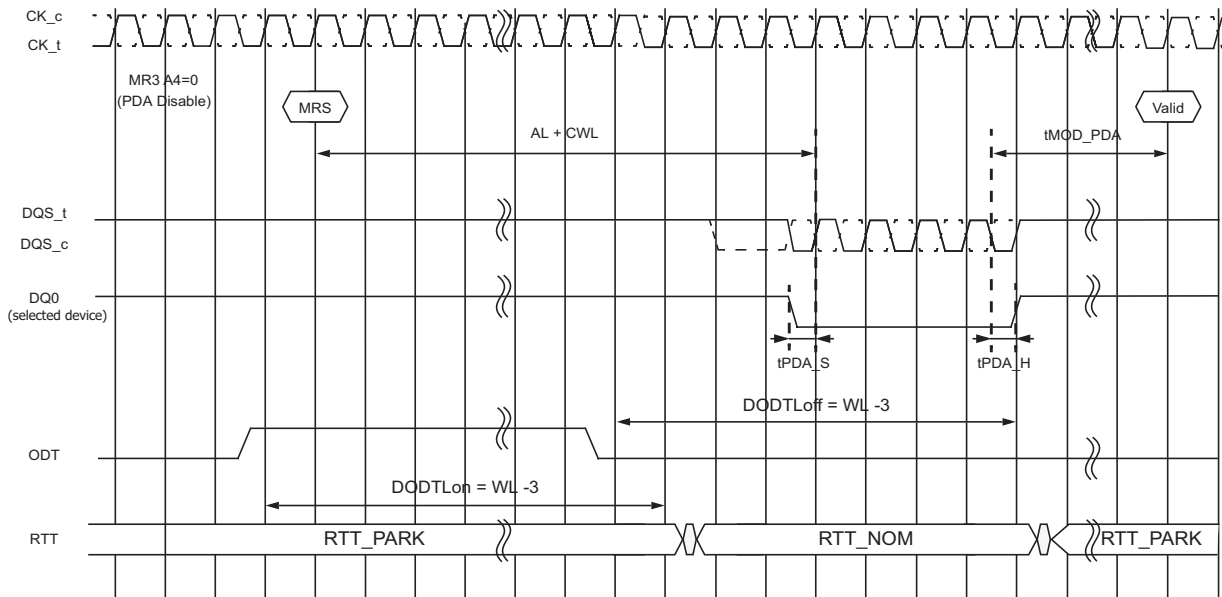 CK_c
CK_t
MR3 A4=0
(PDA Disable)
MRS
Valid
AL + CWL
tMOD_PDA
DQS_t
DQS_c
DQ0
(selected device)
tPDA_S
tPDA_H
DODTLoff = WL -3
ODT
DODTLon = WL -3
RTT
RTT_PARK
RTT_NOM
RTT_PARK